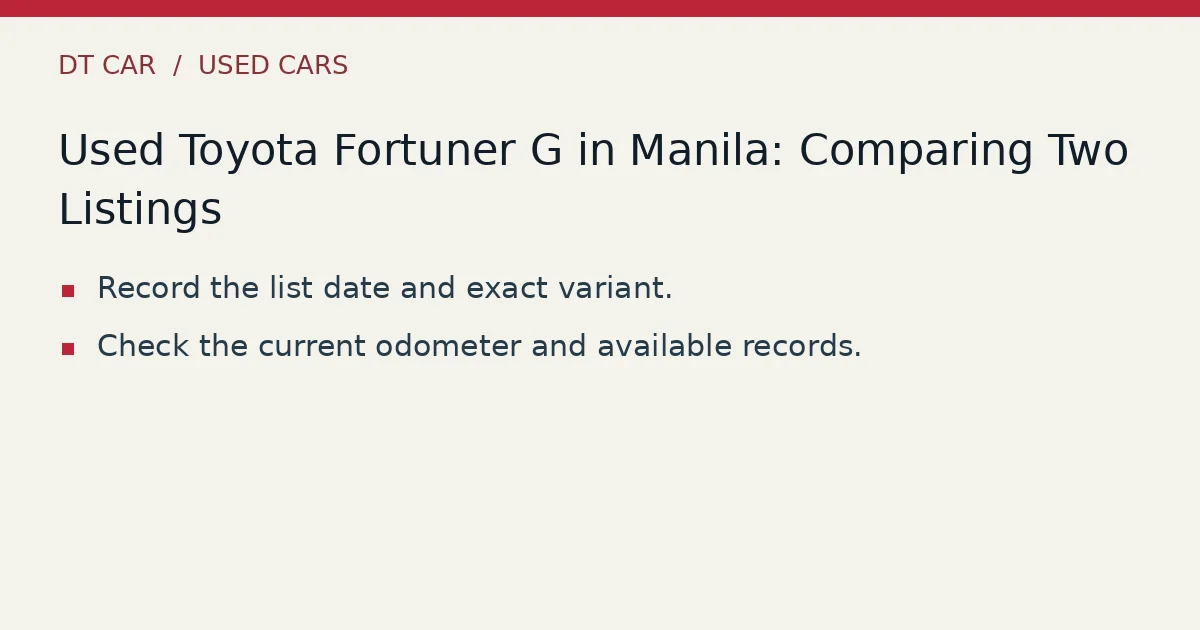 DT CAR / USED CARS
Used Toyota Fortuner G in Manila: Comparing Two
Listings
Record the list date and exact variant.
Check the current odometer and available records.